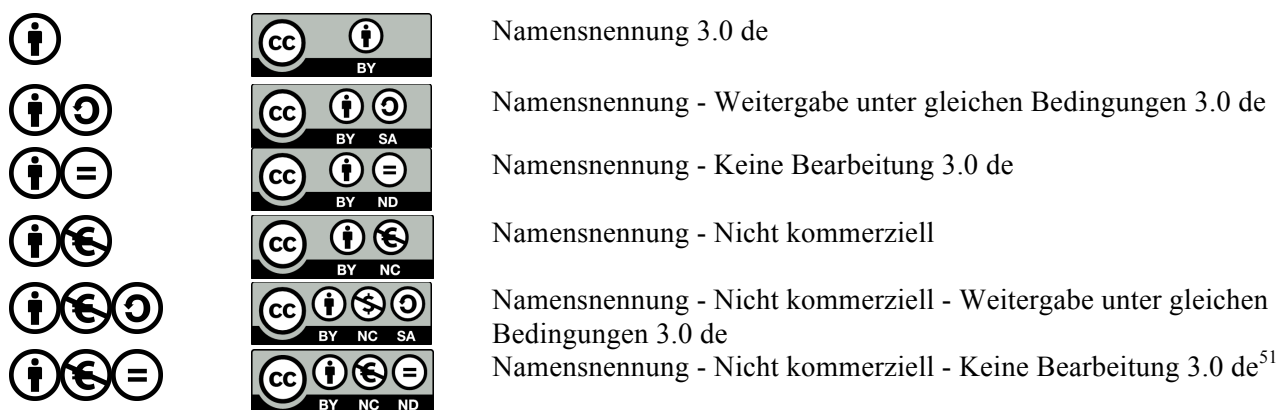 cc BY Namensnennung 3.0 de
cc BY SA Namensnennung - Weitergabe unter gleichen Bedingungen 3.0 de
= cc = BY ND Namensnennung - Keine Bearbeitung 3.0 de
€ cc € BY NC Namensnennung - Nicht kommerziell
€ cc $ BY NC SA Namensnennung - Nicht kommerziell - Weitergabe unter gleichen
Bedingungen 3.0 de
€ = cc € = BY NC ND Namensnennung - Nicht kommerziell - Keine Bearbeitung 3.0 de51